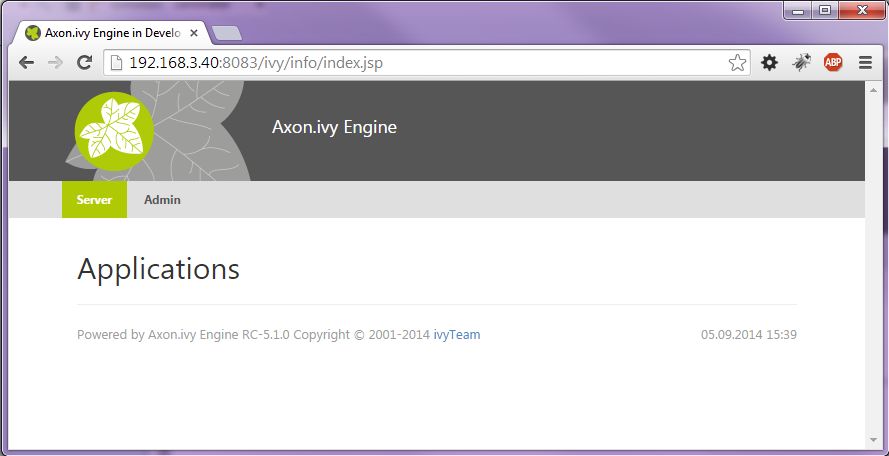 Axon.ivy Engine in Develo
192.168.3.40:8083/ivy/info/index.jsp
ABP
Axon.ivy Engine
Server Admin
Applications
Powered by Axon.ivy Engine RC-5.1.0 Copyright © 2001-2014 ivyTeam 05.09.2014 15:39